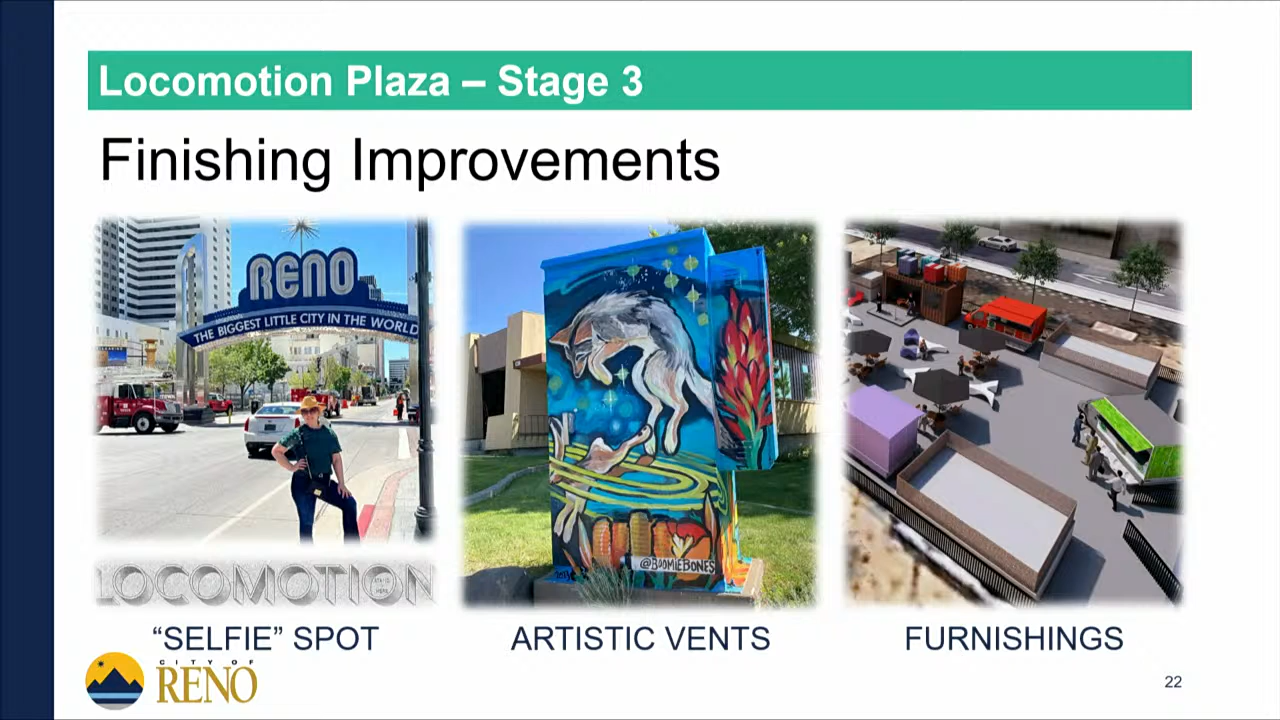 Locomotion Plaza – Stage 3
Finishing Improvements
RENO
THE BIGGEST LITTLE CITY IN THE WORLD
@BOOMIEBONES
LOCOMOTION
“SELFIE” SPOT
ARTISTIC VENTS
FURNISHINGS
CITY OF
RENO
22